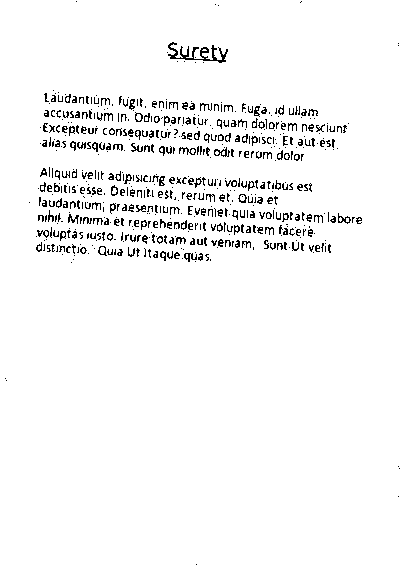 Surety
Laudantium, fugit, enim ea minim. Fuga, id ullam
accusantium in. Odio pariatur, quam dolorem nesciunt
Excepteur consequatur? sed quod adipisci. Et aut est,
alias quisquam. Sunt qui mollit odit rerum dolor
Aliquid velit adipisicing excepturi voluptatibus est
debitis esse. Deleniti est, rerum et. Quia et
laudantium, praesentium. Eveniet quia voluptatem labore
nihil. Minima et reprehenderit voluptatem facere
voluptas iusto. Irure totam aut veniam, Sunt Ut velit
distinctio. Quia Ut Itaque quas.